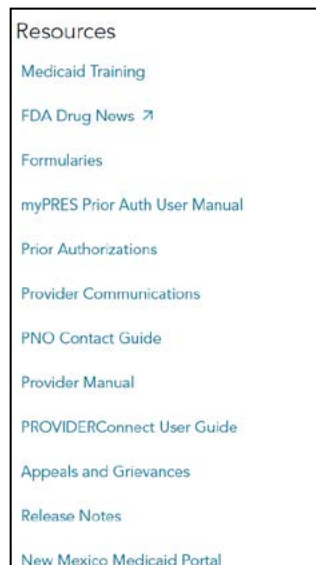 Resources
Medicaid Training
FDA Drug News ↗
Formularies
myPRES Prior Auth User Manual
Prior Authorizations
Provider Communications
PNO Contact Guide
Provider Manual
PROVIDERConnect User Guide
Appeals and Grievances
Release Notes
New Mexico Medicaid Portal